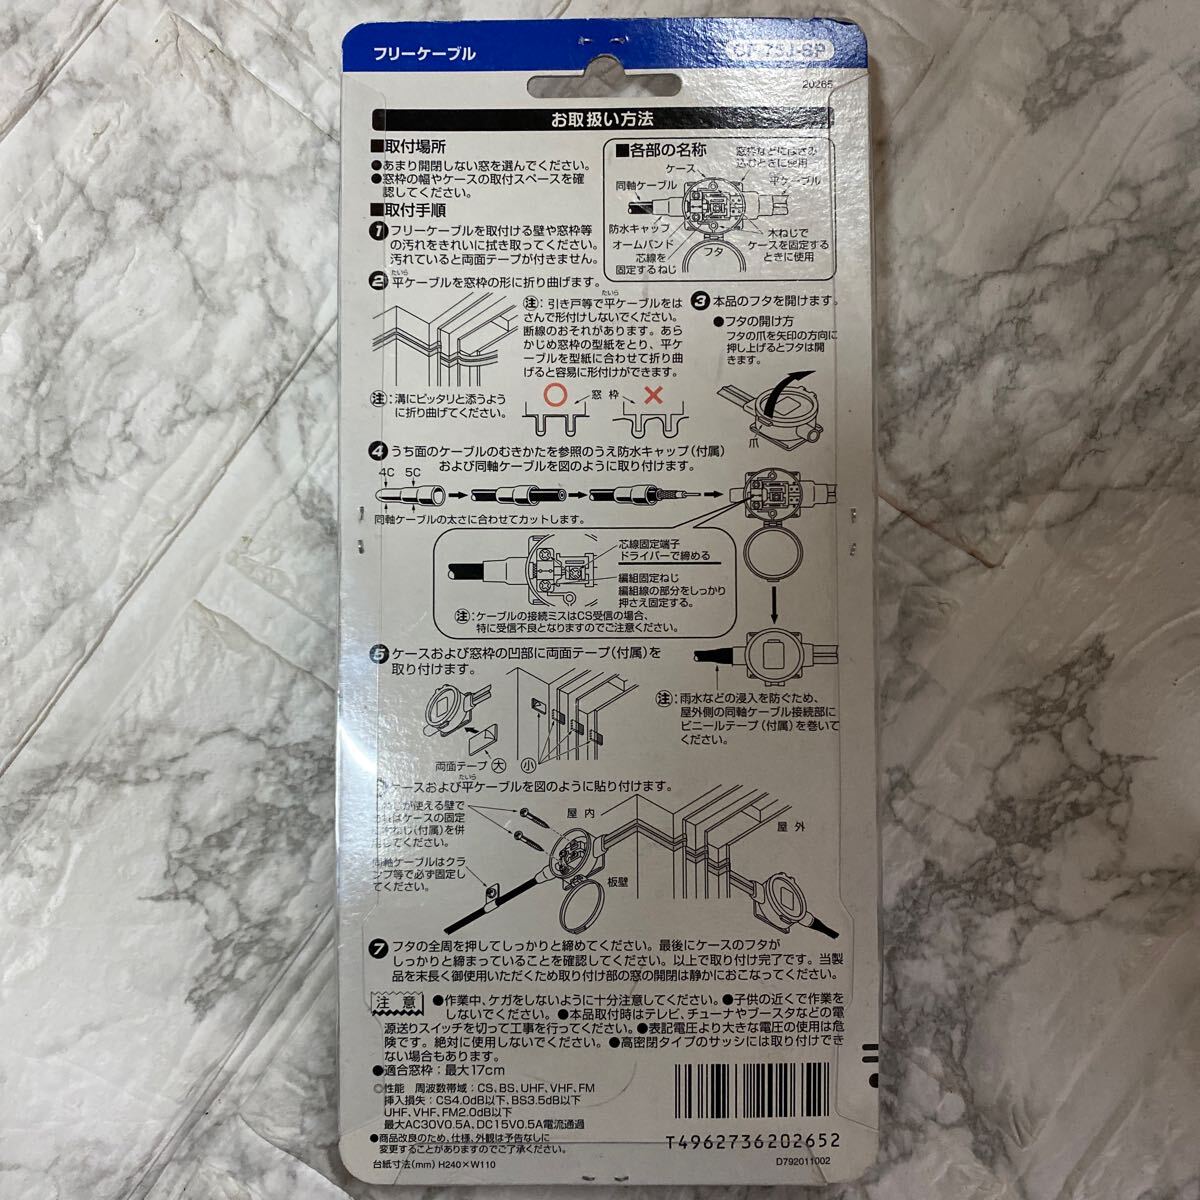 フリーケーブル
20265
お取扱い方法
■取付場所
●あまり開閉しない窓を選んでください。
●窓枠の幅やケースの取付スペースを確
認してください。
■各部の名称
窓枠などにはさみ
込むときに使用
ケース
同軸ケーブル
平ケーブル
防水キャップ
オームバンド
芯線を
固定するねじ
フタ
木ねじで
ケースを固定する
ときに使用
■取付手順
1 フリーケーブルを取付ける壁や窓枠等
の汚れをきれいに拭き取ってください。
汚れていると両面テープが付きません。
たいら
2 平ケーブルを窓枠の形に折り曲げます。
たいら
注:引き戸等で平ケーブルをは
さんで形付けしないでください。
断線のおそれがあります。あら
かじめ窓枠の型紙をとり、平ケ
ーブルを型紙に合わせて折り曲
げると容易に形付けができます。
注:溝にピッタリと添うよう
に折り曲げてください。
○ 窓枠 ×
3 本品のフタを開けます。
●フタの開け方
フタの爪を矢印の方向に
押し上げるとフタは開
きます。
爪
4 うち面のケーブルのむきかたを参照のうえ防水キャップ(付属)
および同軸ケーブルを図のように取り付けます。
4C 5C
同軸ケーブルの太さに合わせてカットします。
芯線固定端子
ドライバーで締める
編組固定ねじ
編組線の部分をしっかり
押さえ固定する。
注:ケーブルの接続ミスはCS受信の場合、
特に受信不良となりますのでご注意ください。
5 ケースおよび窓枠の凹部に両面テープ(付属)を
取り付けます。
両面テープ 大 小
注:雨水などの浸入を防ぐため、
屋外側の同軸ケーブル接続部に
ビニールテープ(付属)を巻いて
ください。
たいら
ケースおよび平ケーブルを図のように貼り付けます。
が使える壁で
はケースの固定
(付属)を併
してください。
同軸ケーブルはクラ
ンプ等で必ず固定し
てください。
屋内
屋外
板壁
7 フタの全周を押してしっかりと締めてください。最後にケースのフタが
しっかりと締まっていることを確認してください。以上で取り付け完了です。当製
品を末長く御使用いただくため取り付け部の窓の開閉は静かにおこなってください。
注意
●作業中、ケガをしないように十分注意してください。●子供の近くで作業を
しないでください。●本品取付時はテレビ、チューナやブースタなどの電
源送りスイッチを切って工事を行ってください。●表記電圧より大きな電圧の使用は危
険です。絶対に使用しないでください。●高密閉タイプのサッシには取り付けでき
ない場合もあります。
●適合窓枠:最大17cm
◎性能 周波数帯域:CS、BS、UHF、VHF、FM
挿入損失:CS4.0dB以下、BS3.5dB以下
UHF、VHF、FM2.0dB以下
最大AC30V0.5A、DC15V0.5A電流通過
●商品改良のため、仕様、外観は予告なしに
変更することがありますのでご了承ください。
台紙寸法(mm) H240×W110
T4962736202652
D792011002